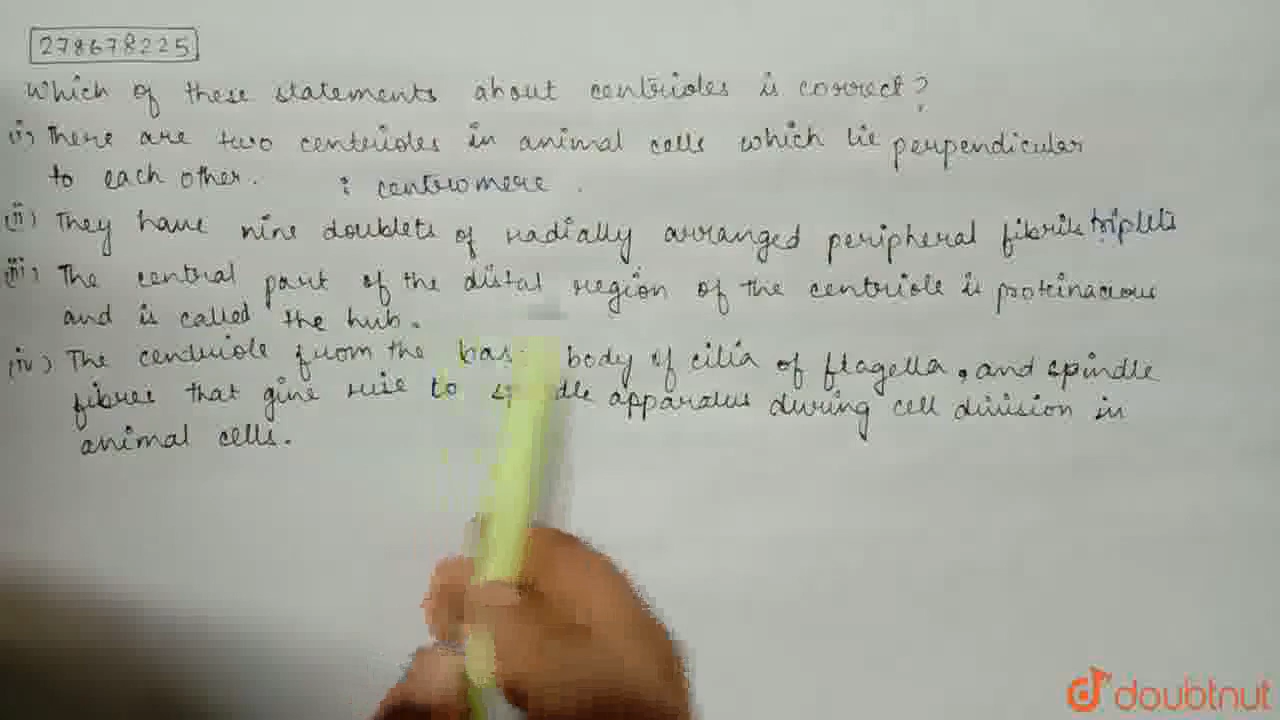 278678225
Which of these statements about centrioles is correct?
(i) There are two centrioles in animal cells which lie perpendicular
to each other. : centromere.
(ii) They have nine doublets of radially arranged peripheral fibrils triplets
(iii) The central part of the distal region of the centriole is proteinacious
and is called the hub.
(iv) The centriole from the bas body of cilia of flagella, and spindle
fibres that give rise to dle apparatus during cell division in
animal cells.
doubtnut